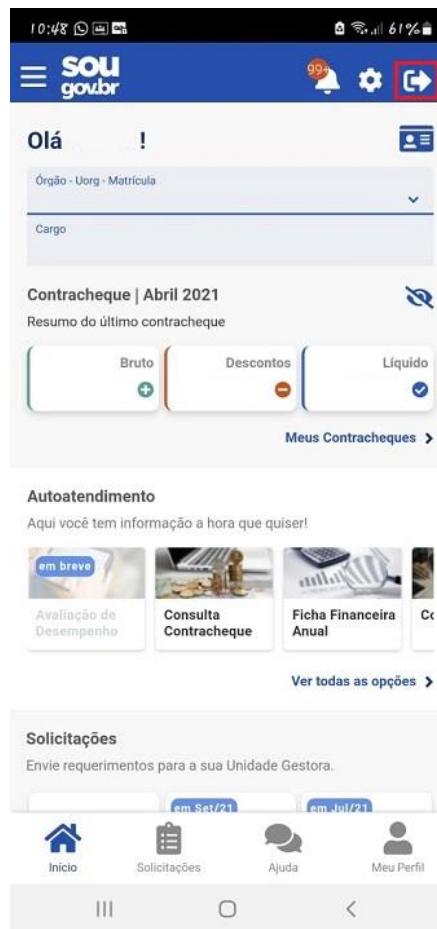 10:48
61%
SOU
gov.br
99+
Olá !
Órgão - Uorg - Matrícula
Cargo
Contracheque | Abril 2021
Resumo do último contracheque
Bruto Descontos Líquido
Meus Contracheques
Autoatendimento
Aqui você tem informação a hora que quiser!
em breve
Avaliação de Desempenho
Consulta Contracheque
Ficha Financeira Anual
Ver todas as opções
Solicitações
Envie requerimentos para a sua Unidade Gestora.
em Set/21 em Jul/21
Início Solicitações Ajuda Meu Perfil